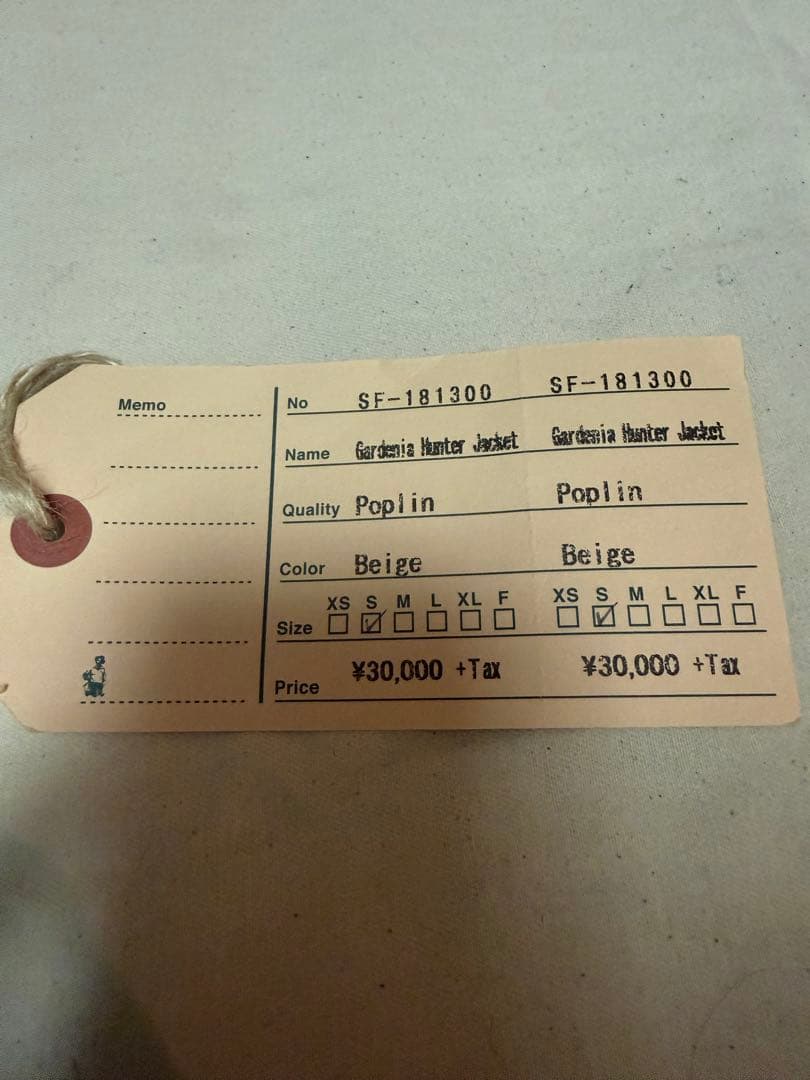 Memo
No SF-181300 SF-181300
Name Gardenia Hunter Jacket Gardenia Hunter Jacket
Quality Poplin Poplin
Color Beige Beige
XS S M L XL F XS S M L XL F
Size
Price ¥30,000 +Tax ¥30,000 +Tax